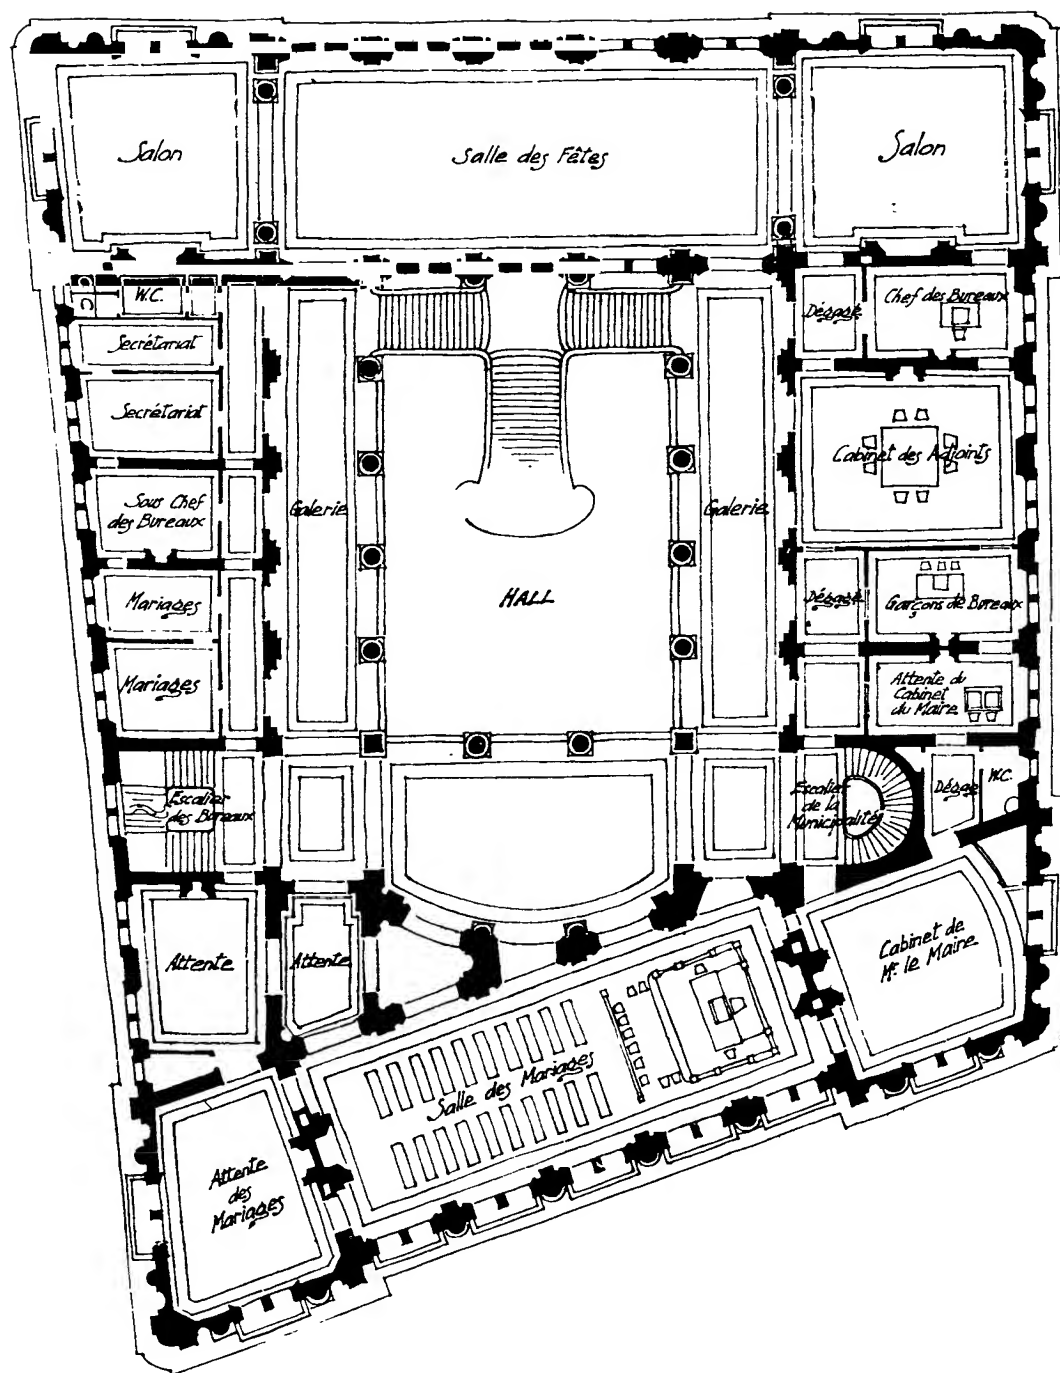 Salon
Salle des Fêtes
Salon
W.C.
Dégagt
Chef des Bureaux
Secrétariat
Secrétariat
Cabinet des Adjoints
Sous Chef
des Bureaux
Galerie
Galerie
HALL
Mariages
Dégagt
Garçons de Bureaux
Mariages
Attente du
Cabinet
du Maire
Escalier
des Bureaux
Escalier
de la
Municipalité
Dégagt
W.C.
Attente
Attente
Cabinet de
Mr le Maire
Salle des Mariages
Attente
des
Mariages